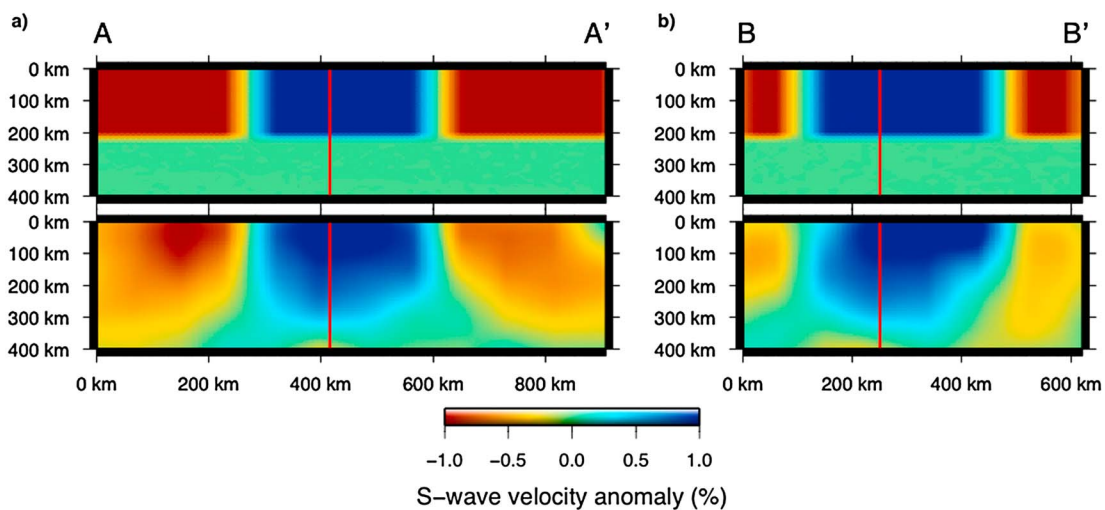 a)
A A'
0 km
100 km
200 km
300 km
400 km
0 km
100 km
200 km
300 km
400 km
0 km 200 km 400 km 600 km 800 km
b)
B B'
0 km
100 km
200 km
300 km
400 km
0 km
100 km
200 km
300 km
400 km
0 km 200 km 400 km 600 km
−1.0 −0.5 0.0 0.5 1.0
S−wave velocity anomaly (%)